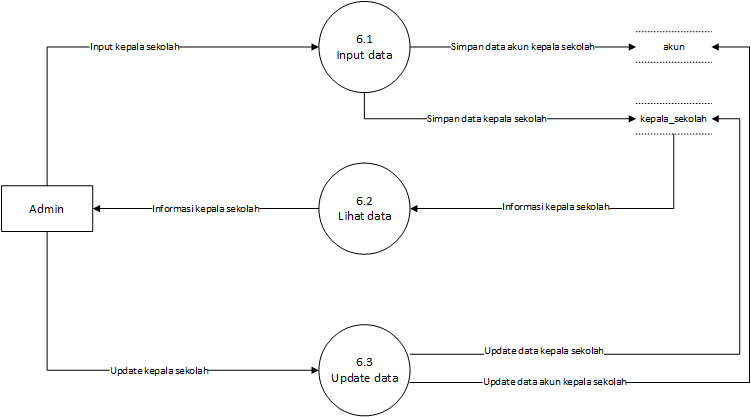 6.1
Input data
Input kepala sekolah
Simpan data akun kepala sekolah
akun
Simpan data kepala sekolah
kepala_sekolah
Admin
Informasi kepala sekolah
6.2
Lihat data
Informasi kepala sekolah
6.3
Update data
Update kepala sekolah
Update data kepala sekolah
Update data akun kepala sekolah